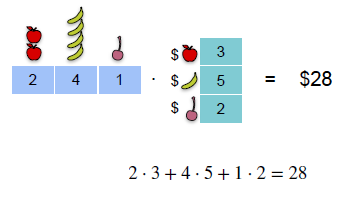 $ 3
2 4 1 · $ 5 = $28
$ 2
2 · 3 + 4 · 5 + 1 · 2 = 28